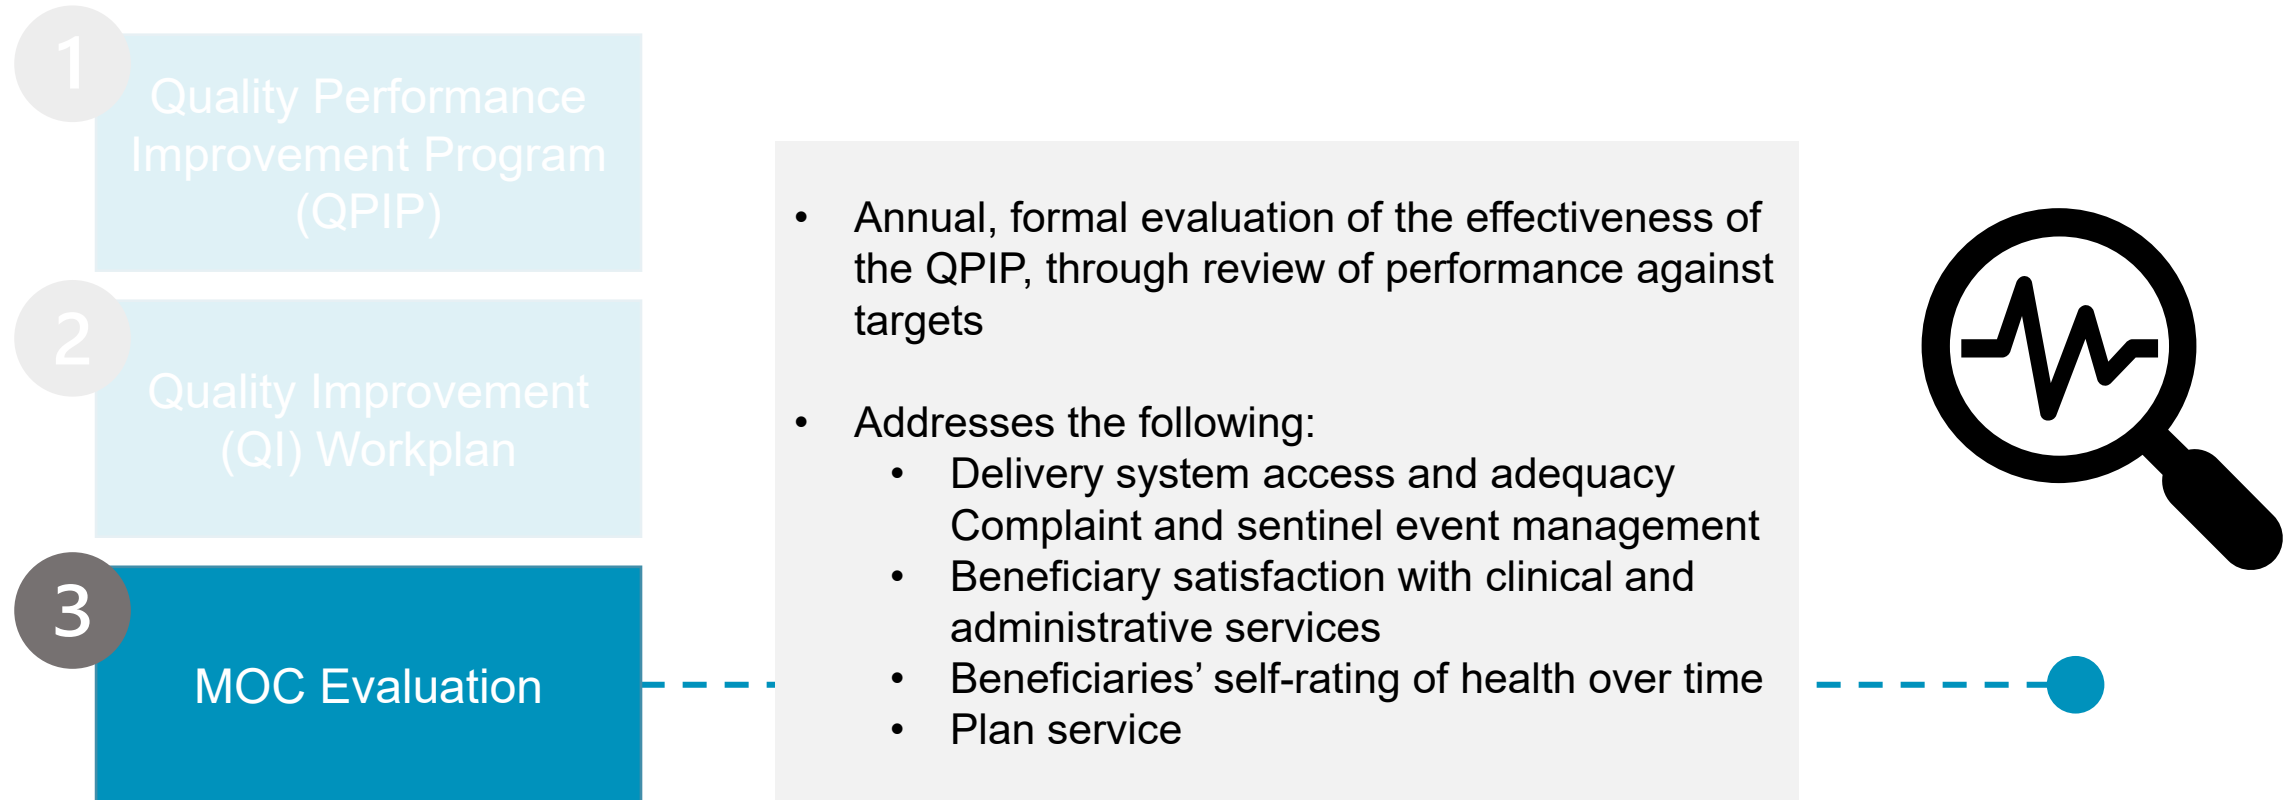 1
Quality Performance
Improvement Program
(QPIP)
2
Quality Improvement
(QI) Workplan
3
MOC Evaluation
• Annual, formal evaluation of the effectiveness of
the QPIP, through review of performance against
targets
• Addresses the following:
• Delivery system access and adequacy
Complaint and sentinel event management
• Beneficiary satisfaction with clinical and
administrative services
• Beneficiaries’ self-rating of health over time
• Plan service